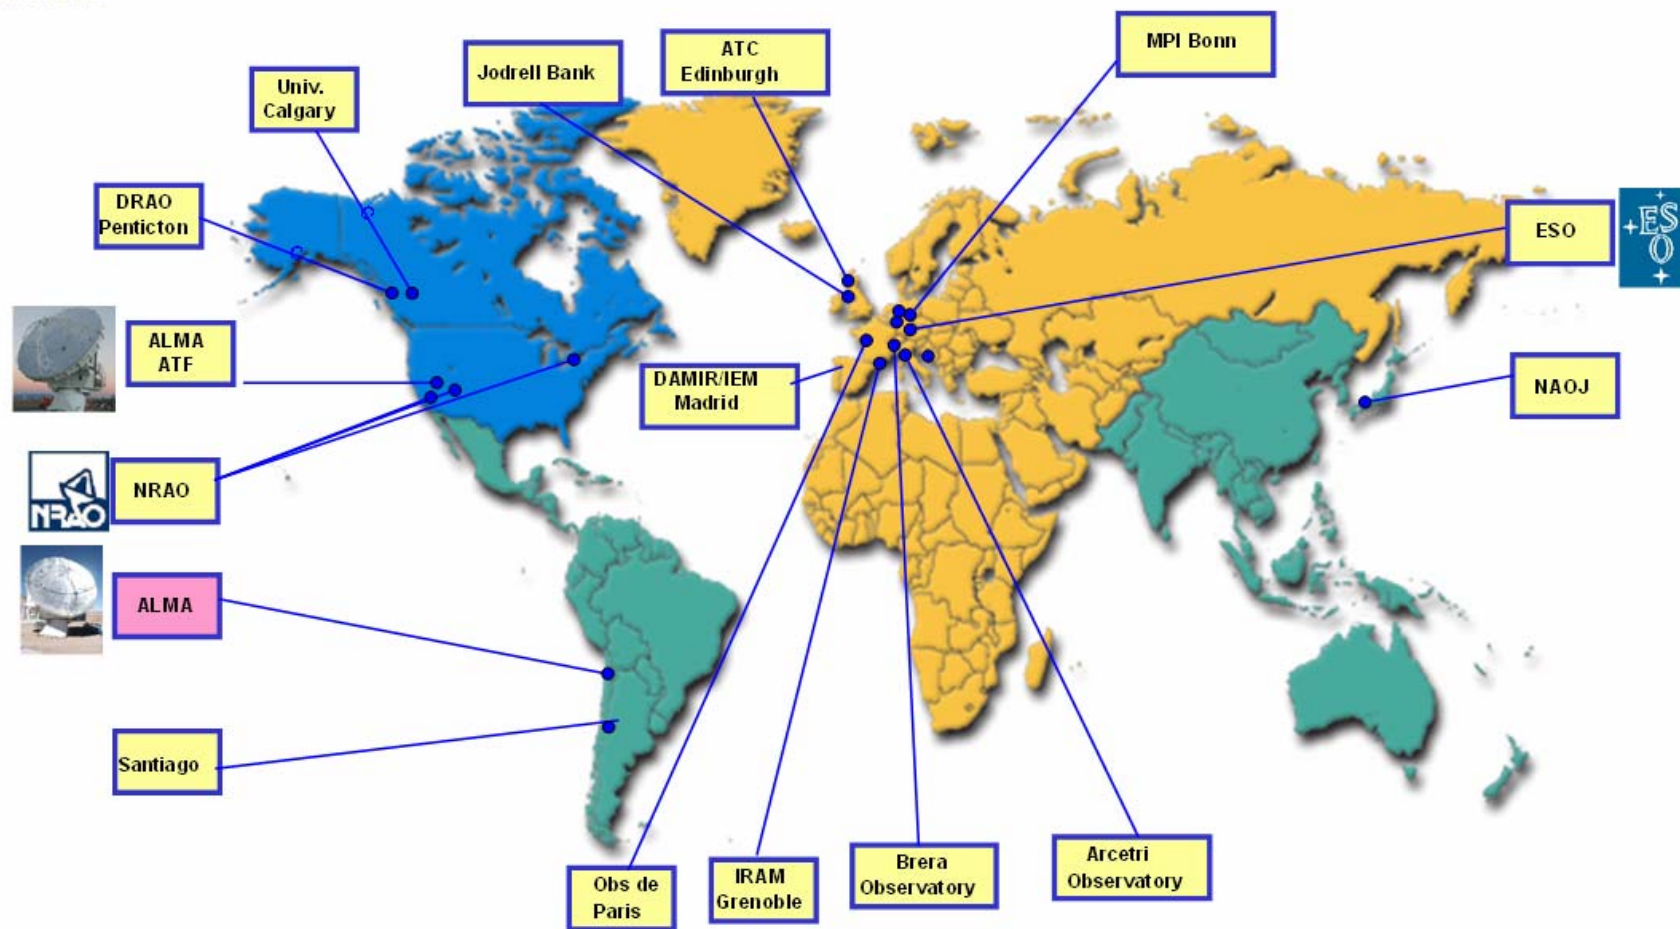 Jodrell Bank
ATC
Edinburgh
MPI Bonn
Univ.
Calgary
DRAO
Penticton
ESO
ES
O
ALMA
ATF
DAMIR/IEM
Madrid
NAOJ
NRAO
NRAO
ALMA
Santiago
Obs de
Paris
IRAM
Grenoble
Brera
Observatory
Arcetri
Observatory